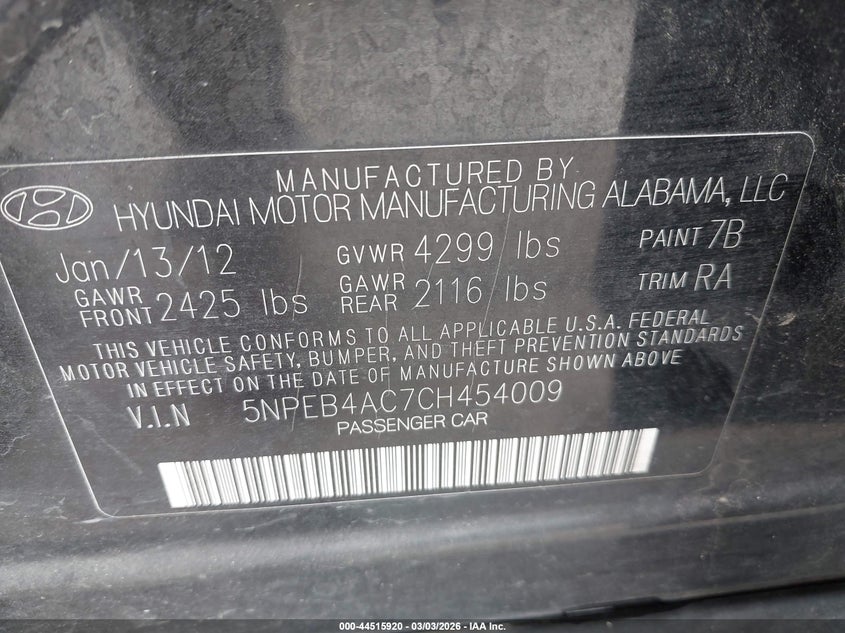 MANUFACTURED BY
HYUNDAI MOTOR MANUFACTURING ALABAMA, LLC
Jan/13/12 GVWR 4299 lbs PAINT 7B
GAWR FRONT 2425 lbs GAWR REAR 2116 lbs TRIM RA
THIS VEHICLE CONFORMS TO ALL APPLICABLE U.S.A. FEDERAL
MOTOR VEHICLE SAFETY, BUMPER, AND THEFT PREVENTION STANDARDS
IN EFFECT ON THE DATE OF MANUFACTURE SHOWN ABOVE
V.I.N 5NPEB4AC7CH454009
PASSENGER CAR
000-44515920 | 03/03/2026 - IAA Inc.